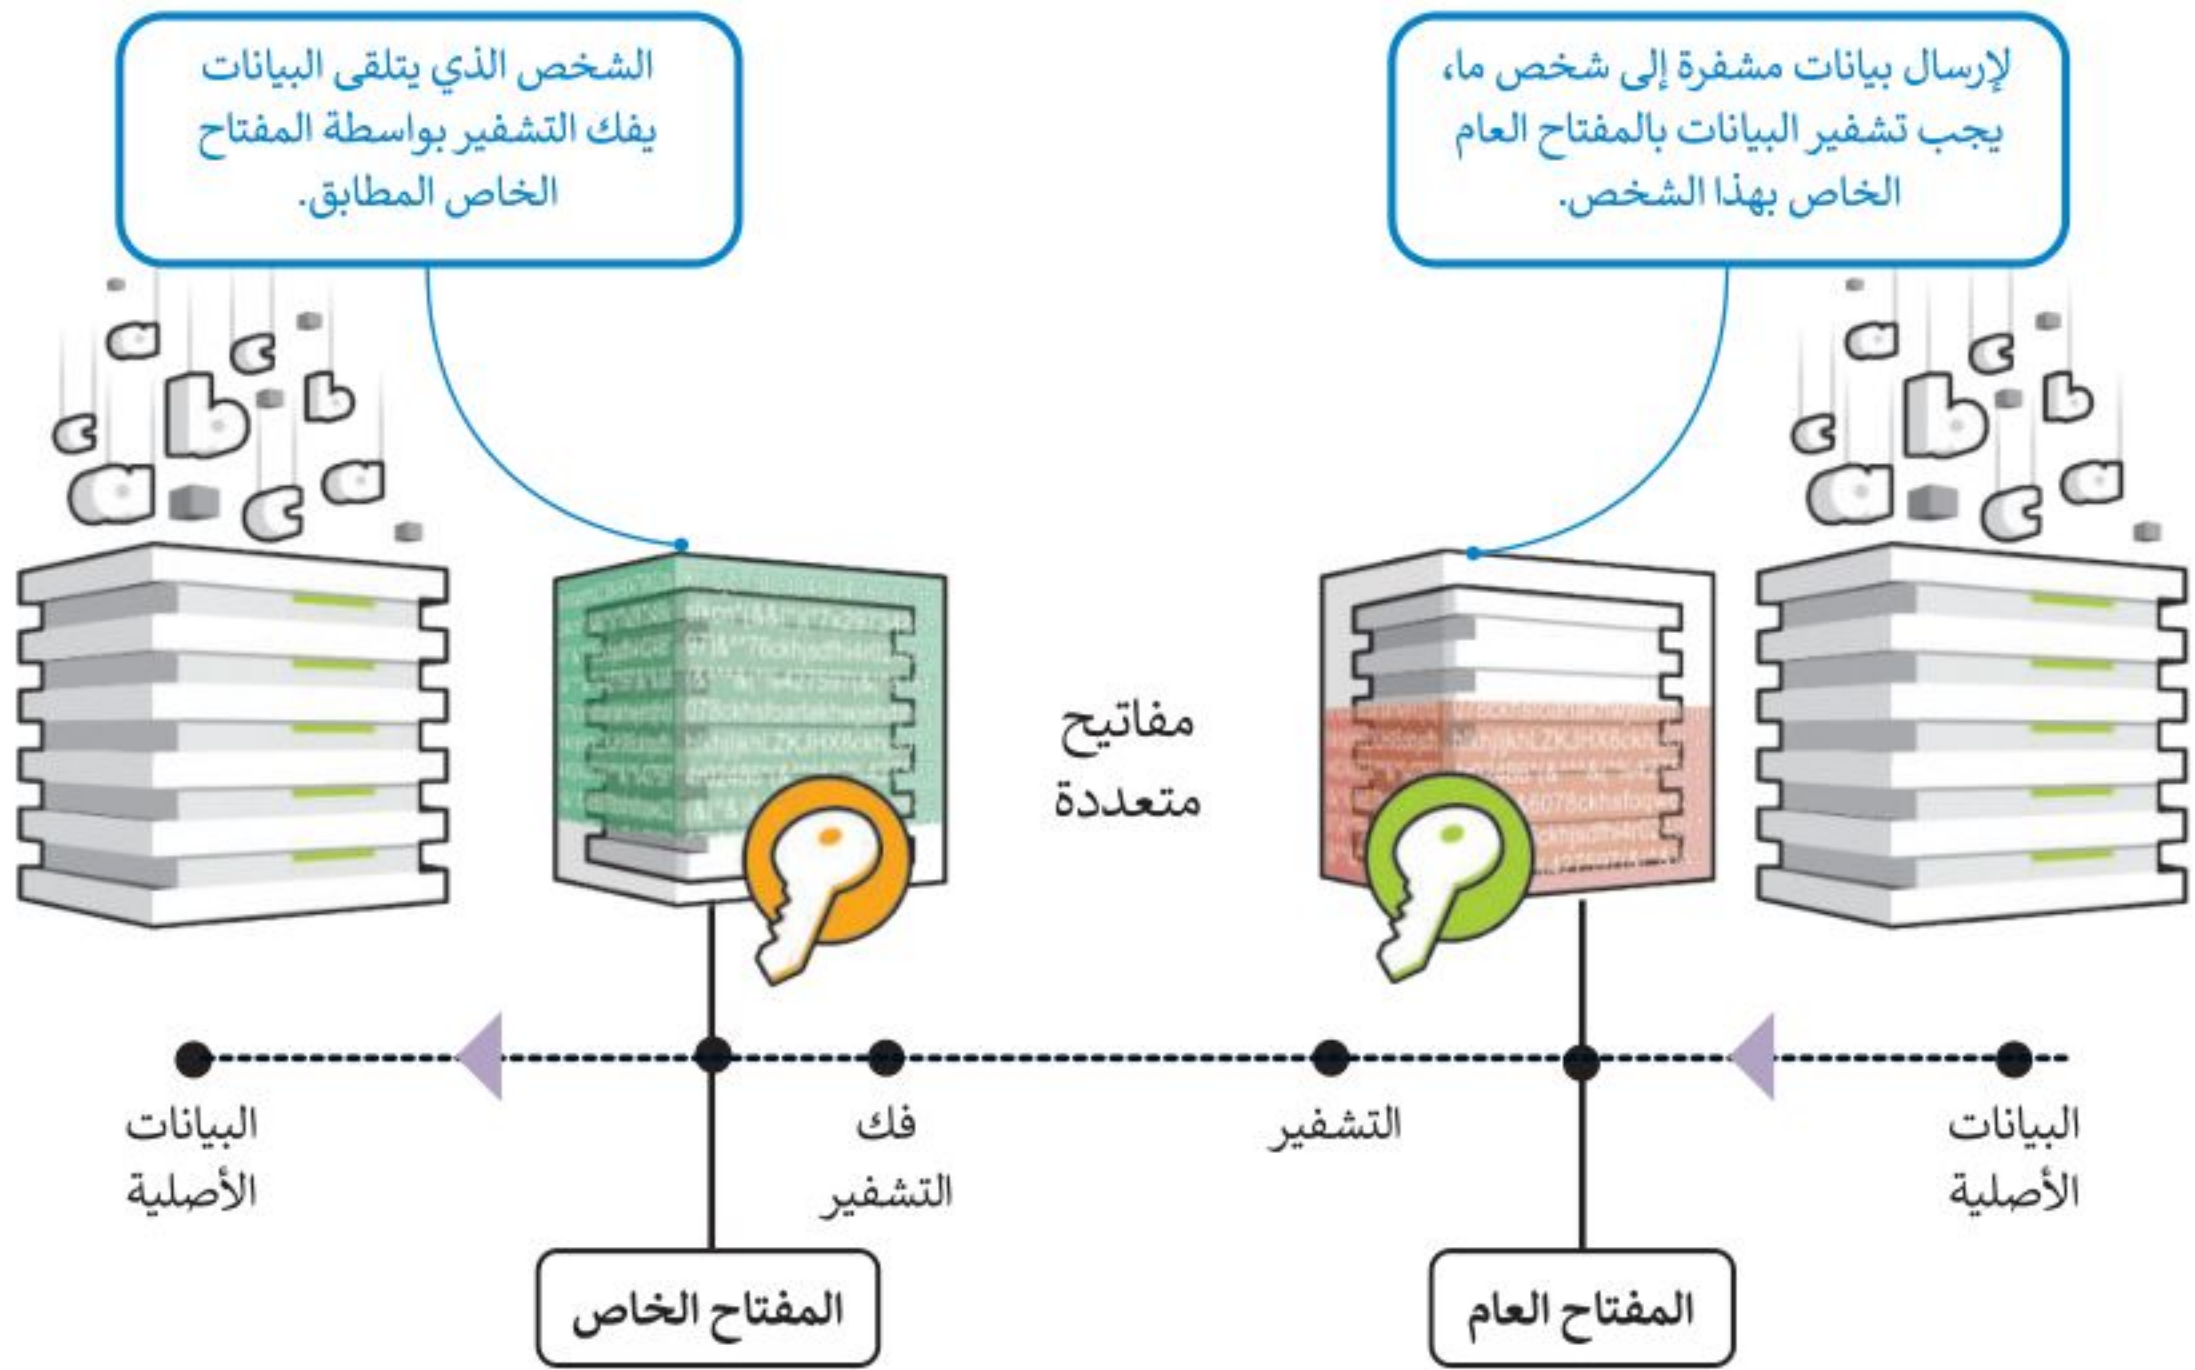 لإرسال بيانات مشفرة إلى شخص ما،
يجب تشفير البيانات بالمفتاح العام
الخاص بهذا الشخص.
الشخص الذي يتلقى البيانات
يفك التشفير بواسطة المفتاح
الخاص المطابق.
مفاتيح
متعددة
البيانات
الأصلية
التشفير
فك
التشفير
البيانات
الأصلية
المفتاح العام
المفتاح الخاص